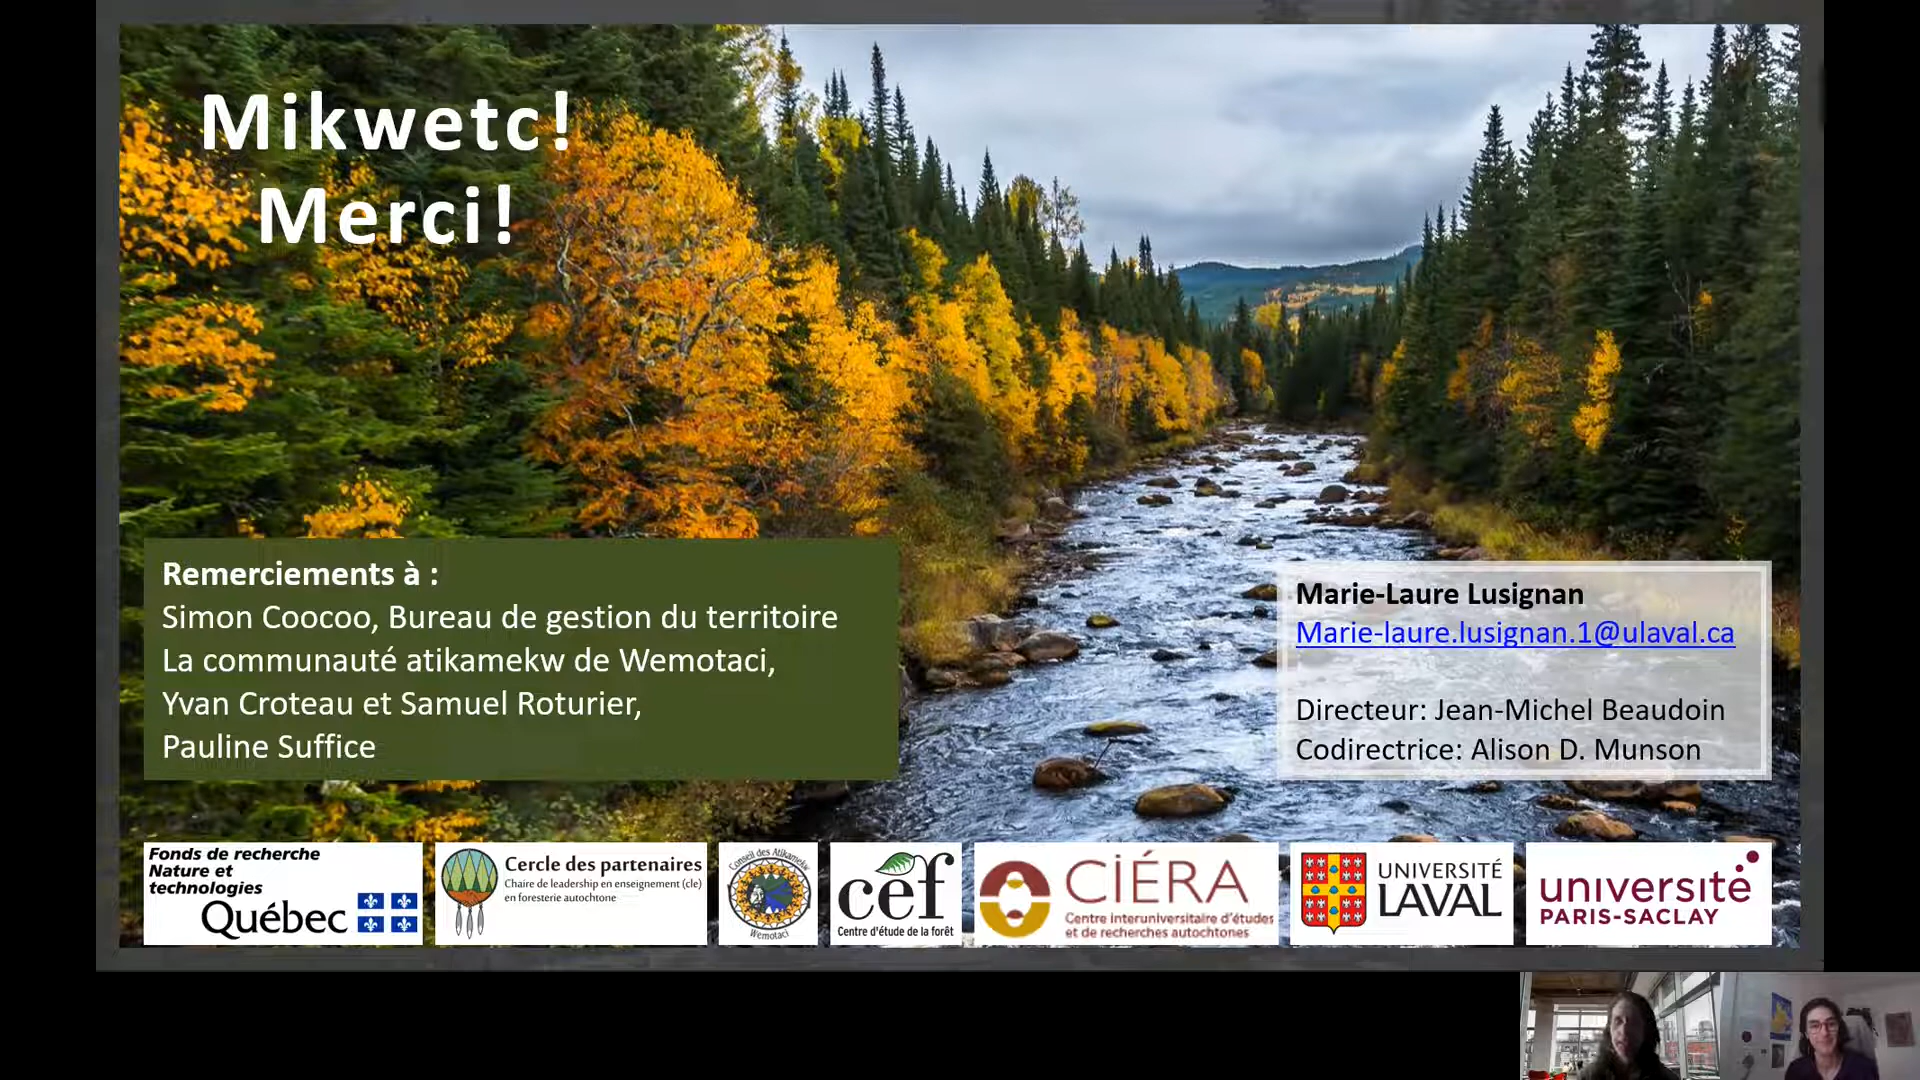 Mikwetc!
Merci!
Remerciements à :
Simon Coocoo, Bureau de gestion du territoire
La communauté atikamekw de Wemotaci,
Yvan Croteau et Samuel Roturier,
Pauline Suffice
Marie-Laure Lusignan
Marie-laure.lusignan.1@ulaval.ca
Directeur: Jean-Michel Beaudoin
Codirectrice: Alison D. Munson
Fonds de recherche
Nature et
technologies
Québec
Cercle des partenaires
Chaire de leadership en enseignement (cle)
en foresterie autochtone
Conseil des Atikamekw
Wemotaci
cef
Centre d'étude de la forêt
CIÉRA
Centre interuniversitaire d'études
et de recherches autochtones
UNIVERSITÉ
LAVAL
université
PARIS-SACLAY